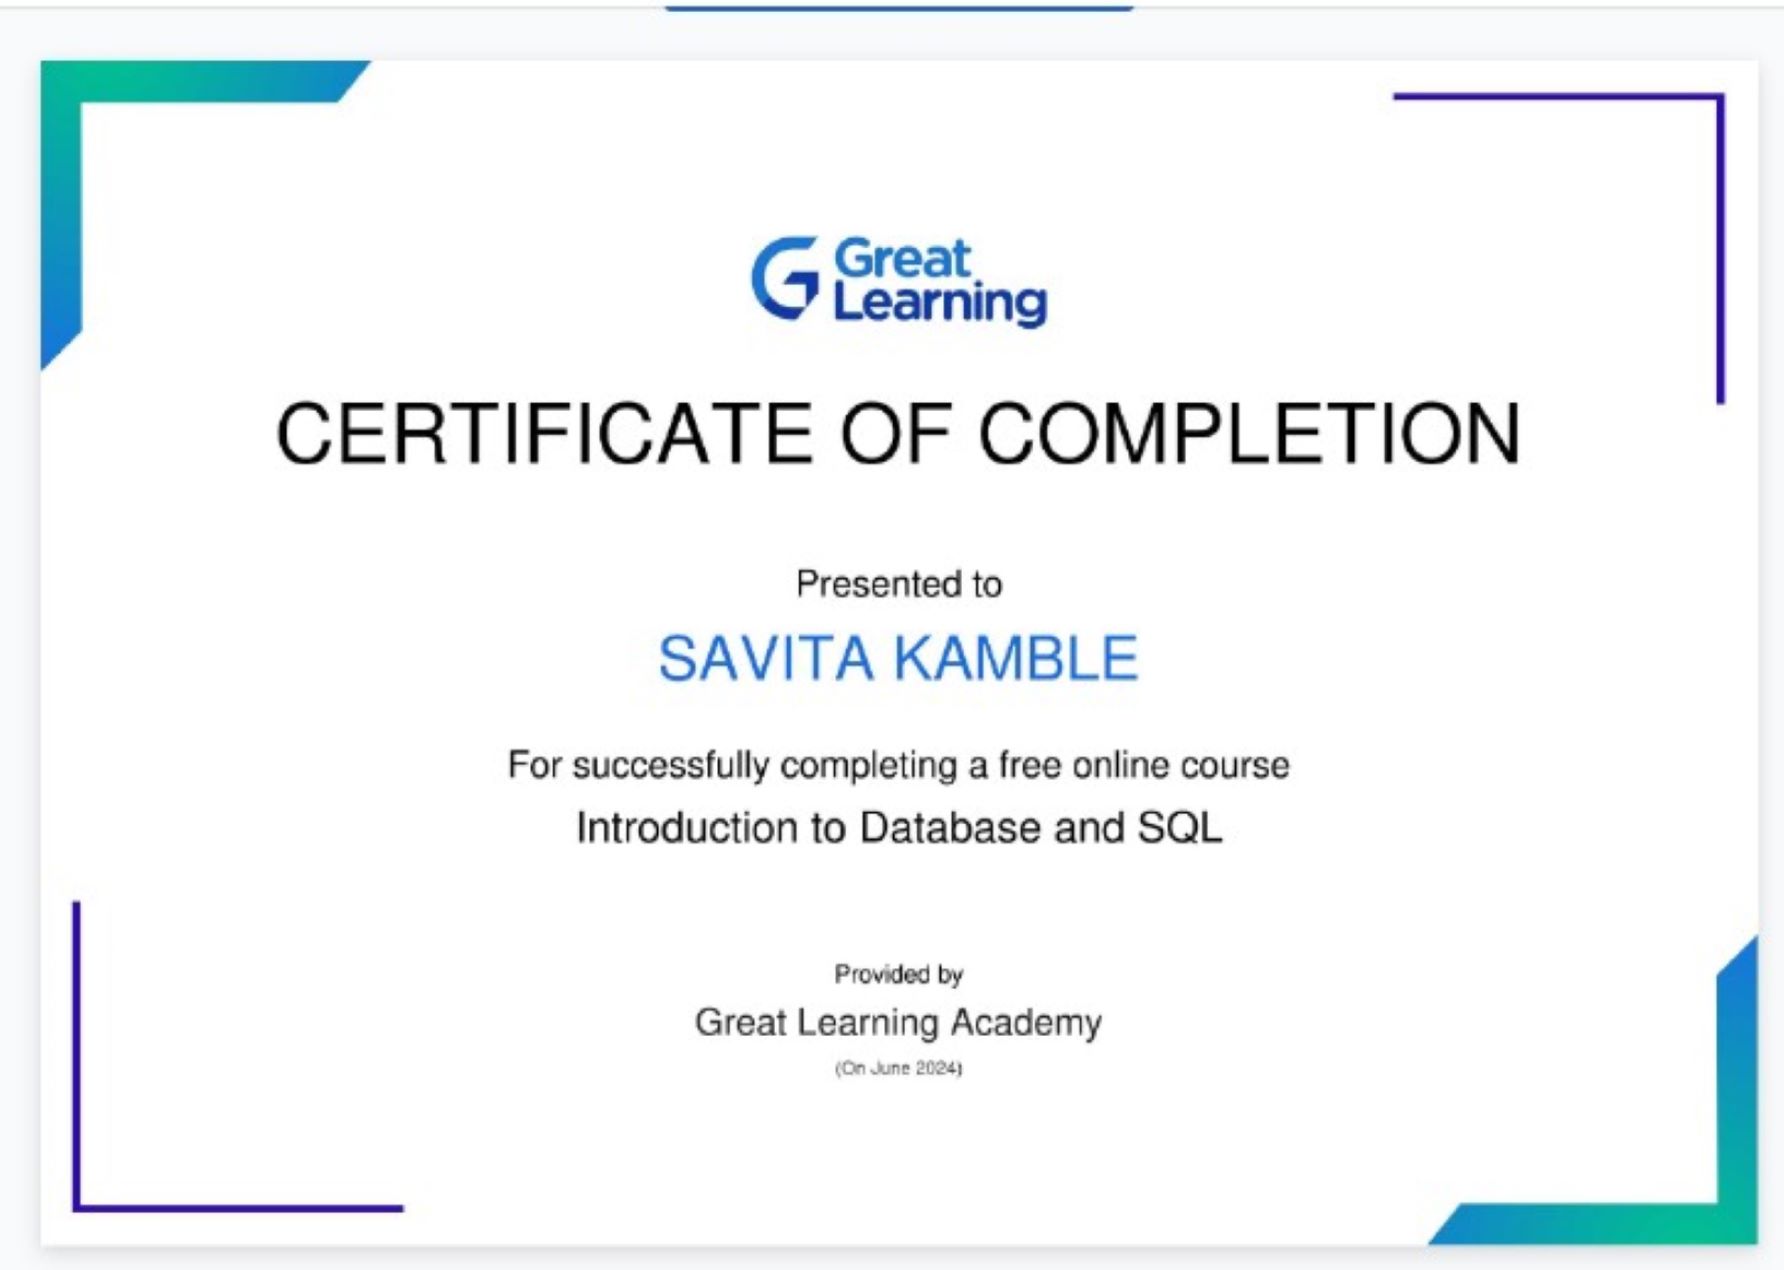 Great
Learning
CERTIFICATE OF COMPLETION
Presented to
SAVITA KAMBLE
For successfully completing a free online course
Introduction to Database and SQL
Provided by
Great Learning Academy
(On June 2024)